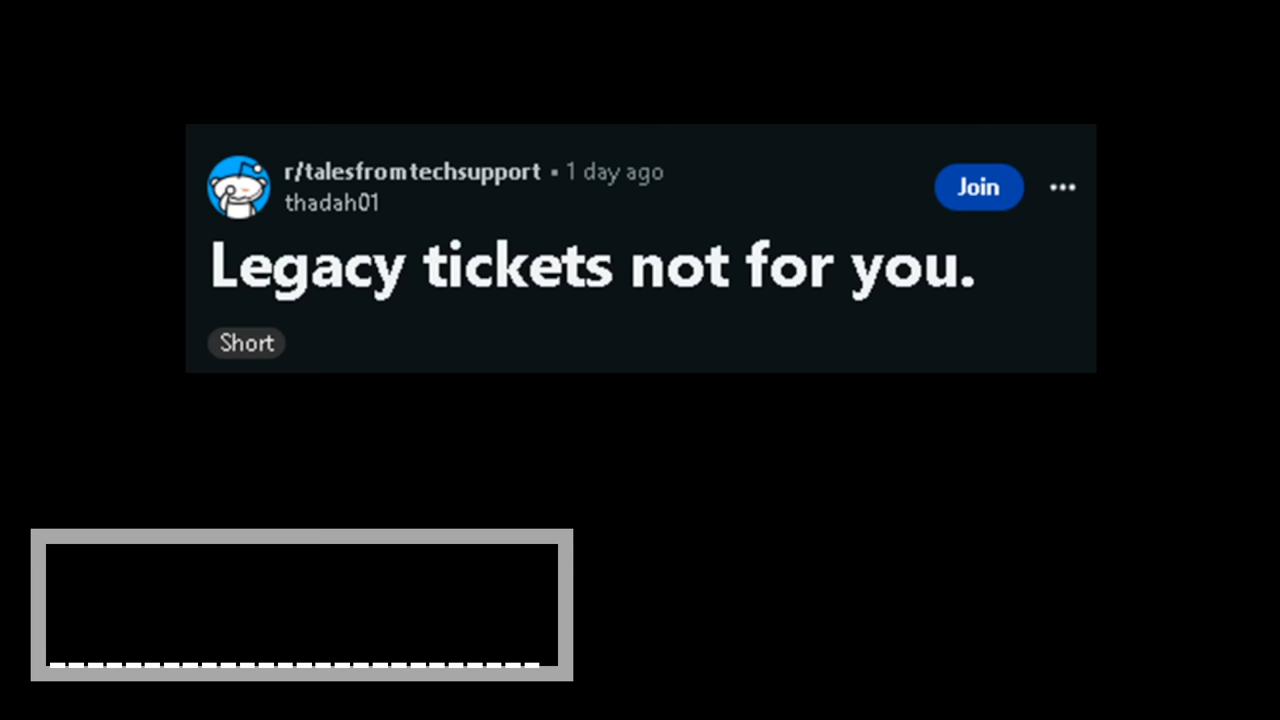 r/talesfromtechsupport • 1 day ago
thadah01
Join
Legacy tickets not for you.
Short